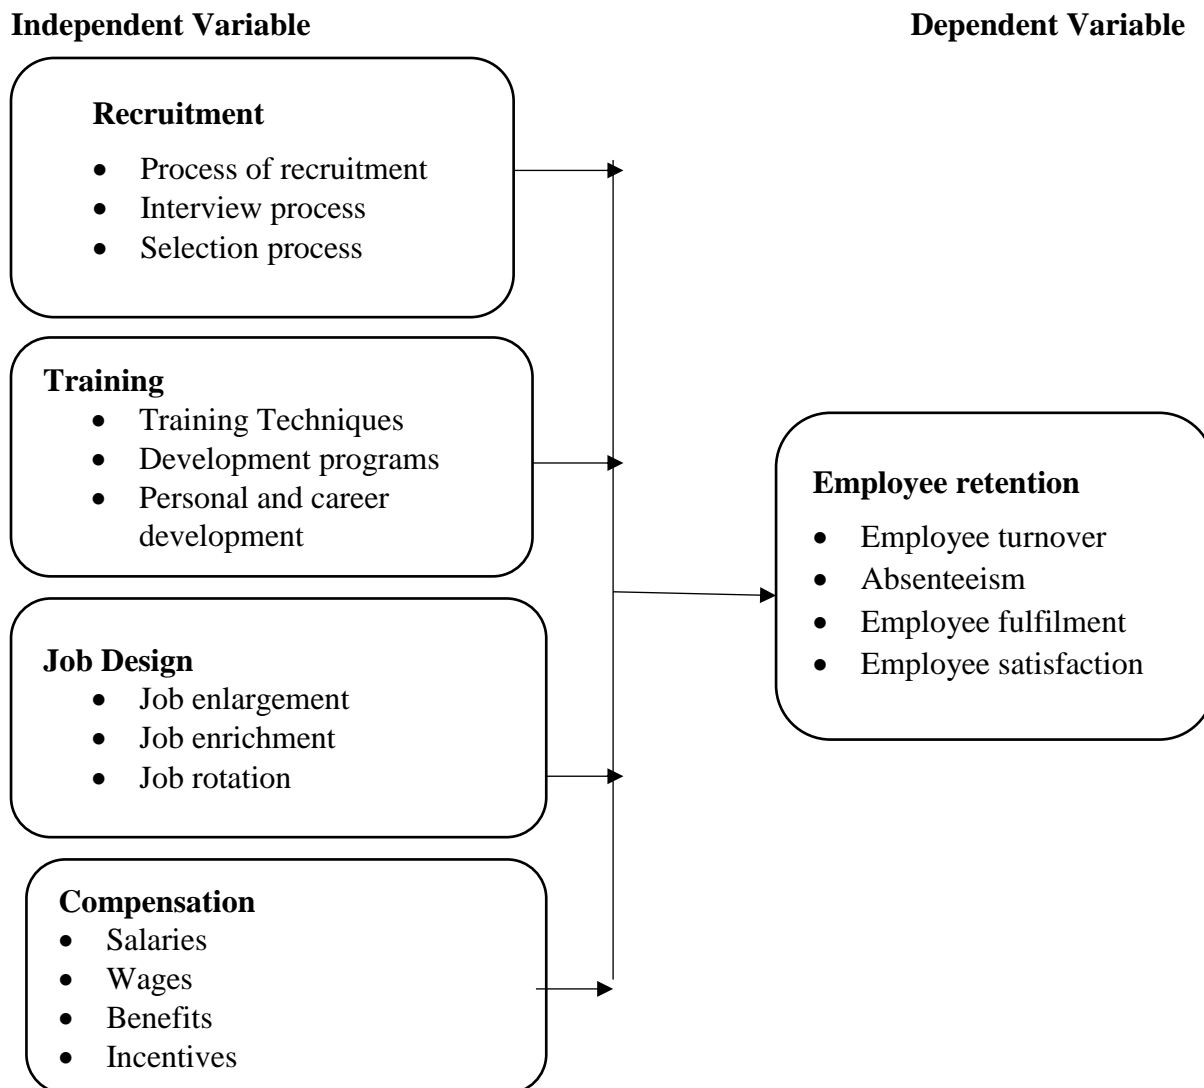 Independent Variable
Dependent Variable
Recruitment
• Process of recruitment
• Interview process
• Selection process
Training
• Training Techniques
• Development programs
• Personal and career
development
Job Design
• Job enlargement
• Job enrichment
• Job rotation
Compensation
• Salaries
• Wages
• Benefits
• Incentives
Employee retention
• Employee turnover
• Absenteeism
• Employee fulfilment
• Employee satisfaction